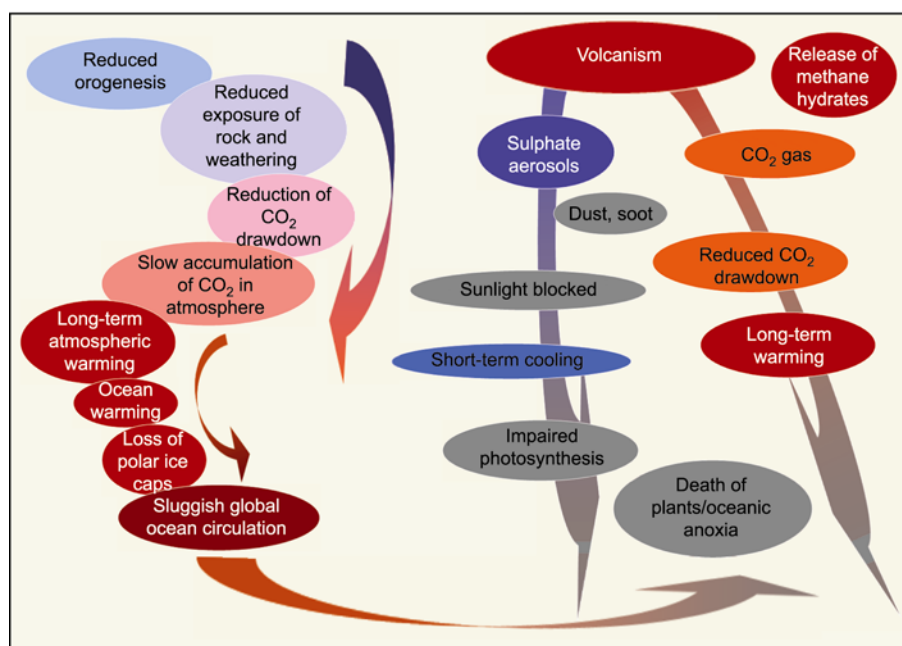 Reduced
orogenesis
Reduced
exposure of
rock and
weathering
Reduction of
CO₂
drawdown
Slow accumulation
of CO₂ in
atmosphere
Long-term
atmospheric
warming
Ocean
warming
Loss of
polar ice
caps
Sluggish global
ocean circulation
Volcanism
Release of
methane
hydrates
Sulphate
aerosols
CO₂ gas
Dust, soot
Reduced CO₂
drawdown
Sunlight blocked
Long-term
warming
Short-term cooling
Impaired
photosynthesis
Death of
plants/oceanic
anoxia